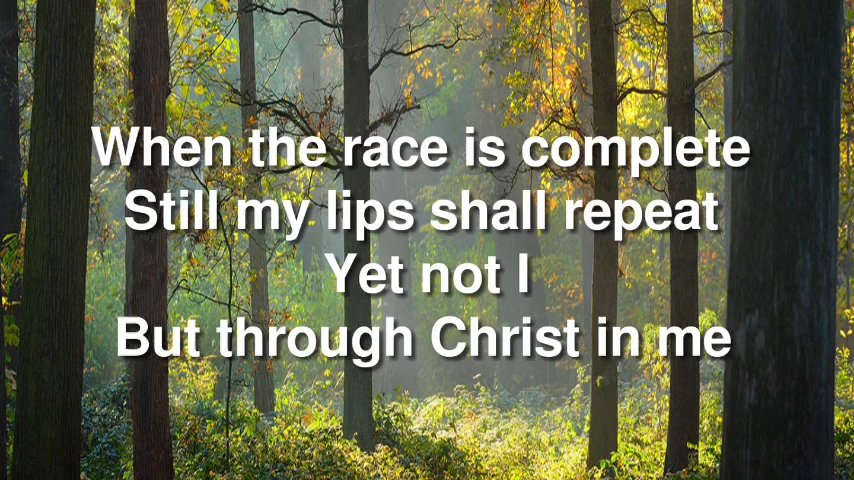 When the race is complete
Still my lips shall repeat
Yet not I
But through Christ in me